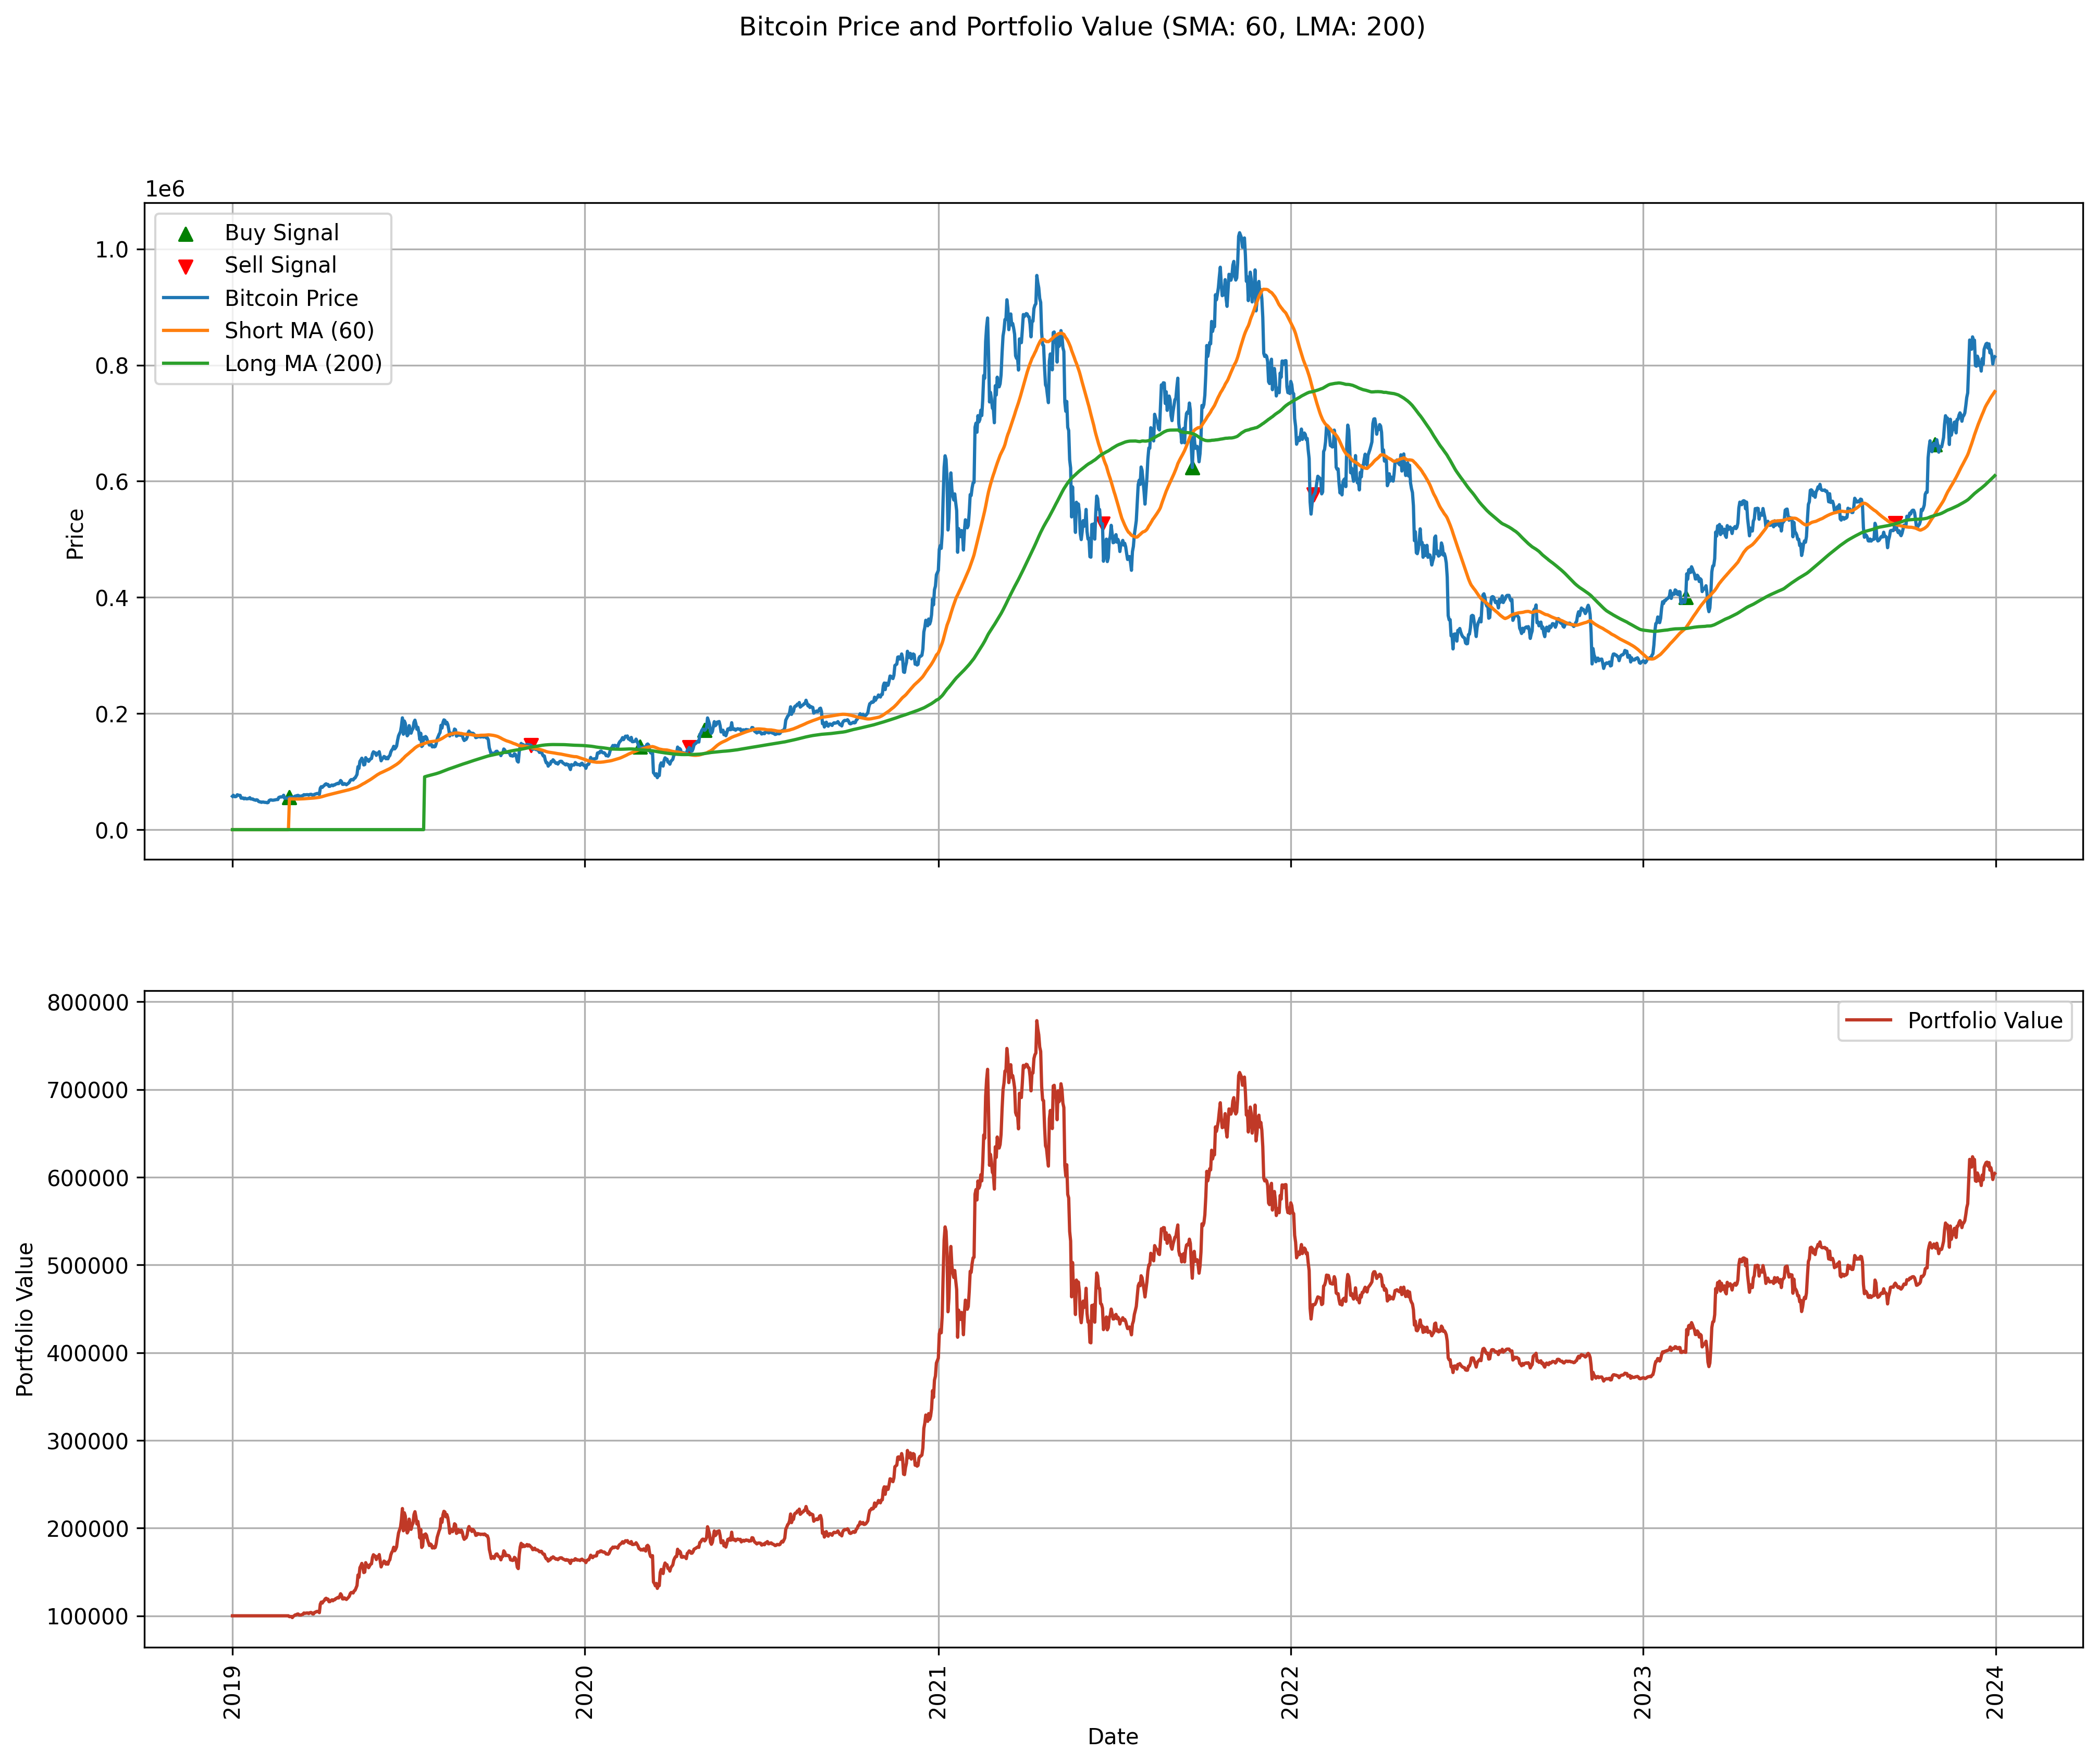 Bitcoin Price and Portfolio Value (SMA: 60, LMA: 200)
1e6
Buy Signal
Sell Signal
Bitcoin Price
Short MA (60)
Long MA (200)
1.0
0.8
0.6
0.4
0.2
0.0
Price
Portfolio Value
800000
700000
600000
500000
400000
300000
200000
100000
Portfolio Value
2019
2020
2021
2022
2023
2024
Date